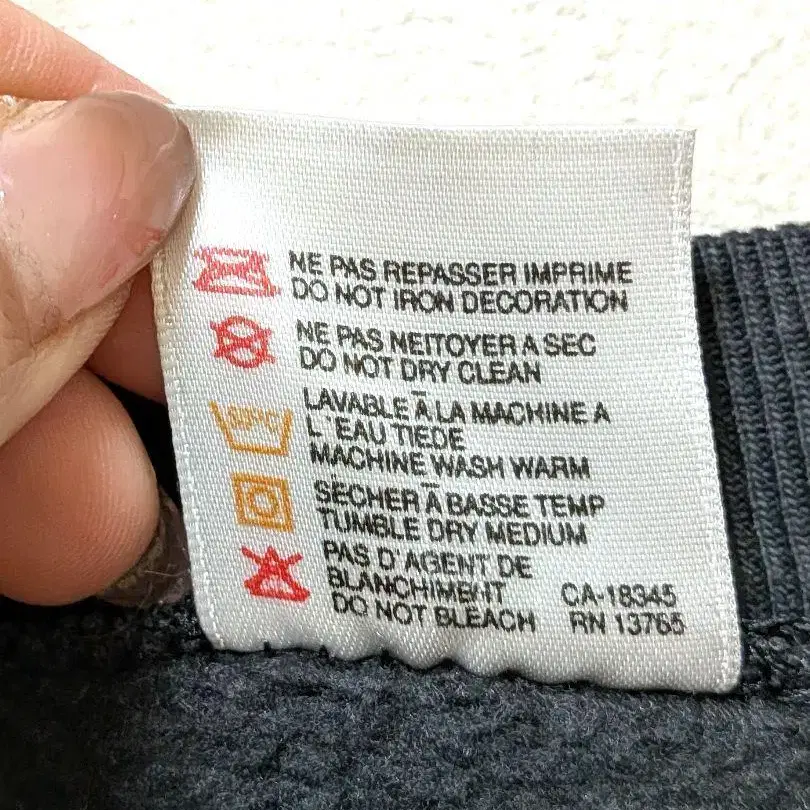 NE PAS REPASSER IMPRIME
DO NOT IRON DECORATION
NE PAS NEITOYER A SEC
DO NOT DRY CLEAN
LAVABLE À LA MACHINE A
L'EAU TIEDE
MACHINE WASH WARM
SECHER À BASSE TEMP
TUMBLE DRY MEDIUM
PAS D'AGENT DE
BLANCHIMENT CA-18345
DO NOT BLEACH RN 13765